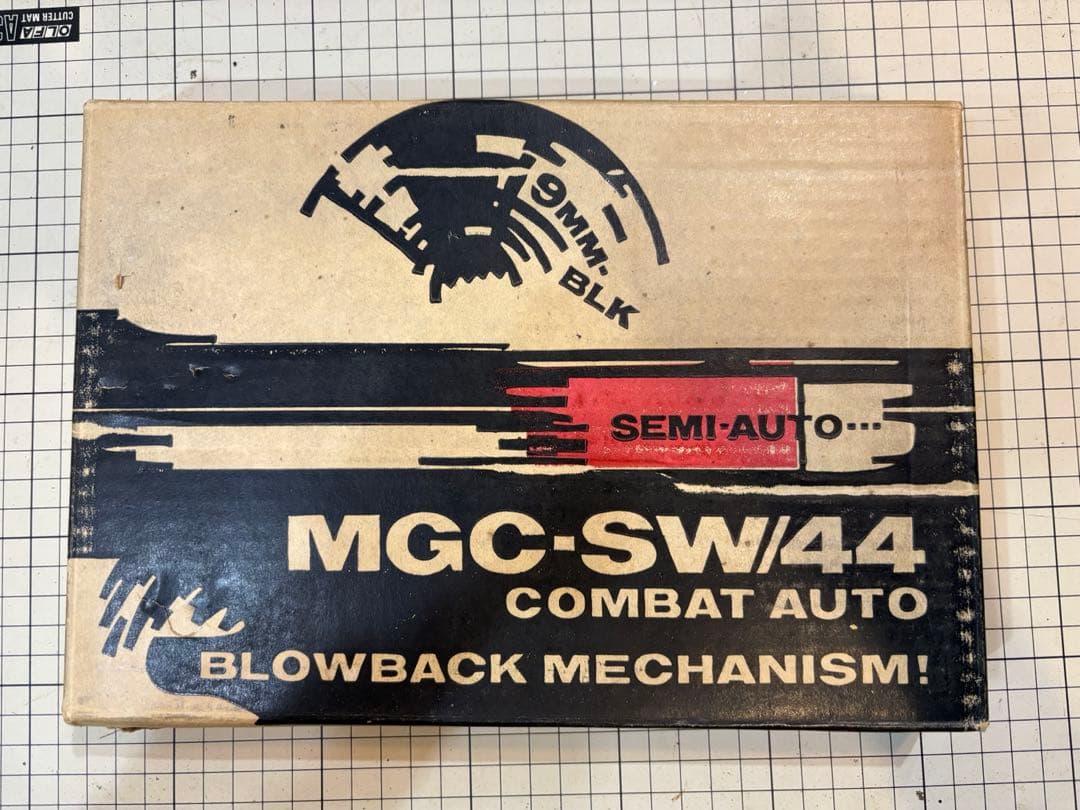 OLFA
CUTTER MAT
9MM.
BLK
SEMI-AUTO...
MGC-SW/44
COMBAT AUTO
BLOWBACK MECHANISM!